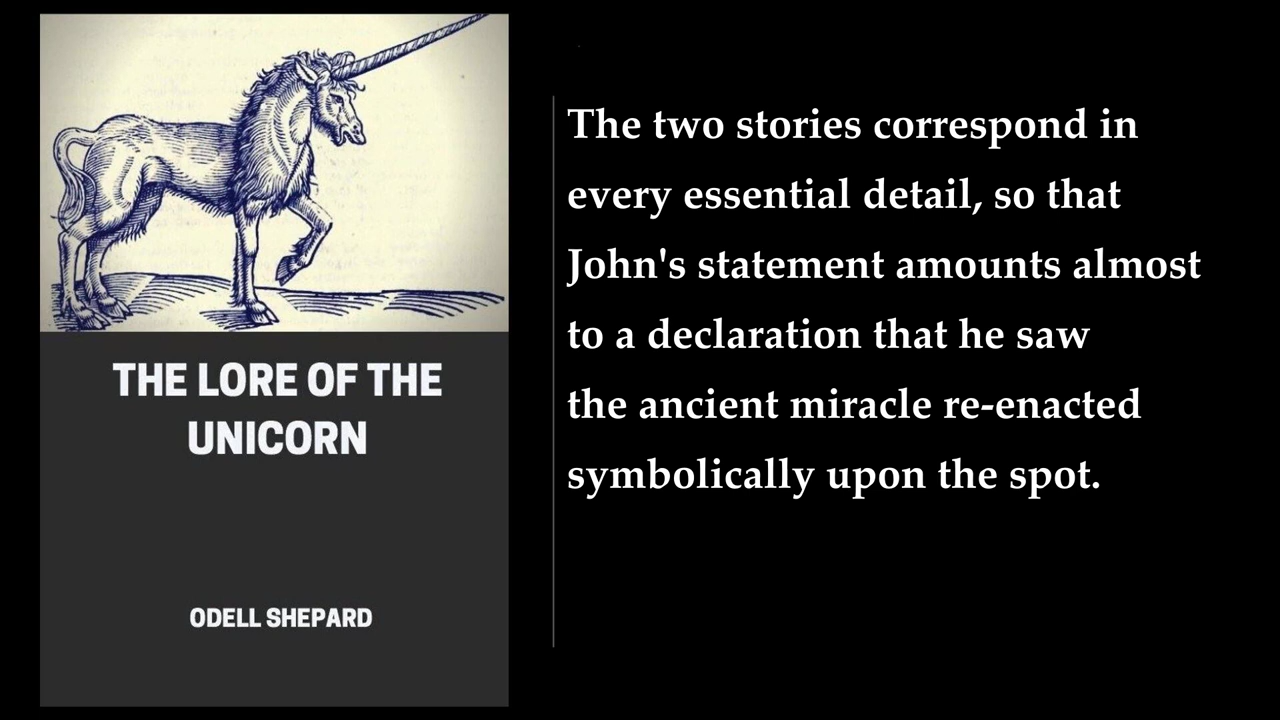 THE LORE OF THE
UNICORN
ODELL SHEPARD
The two stories correspond in
every essential detail, so that
John's statement amounts almost
to a declaration that he saw
the ancient miracle re-enacted
symbolically upon the spot.